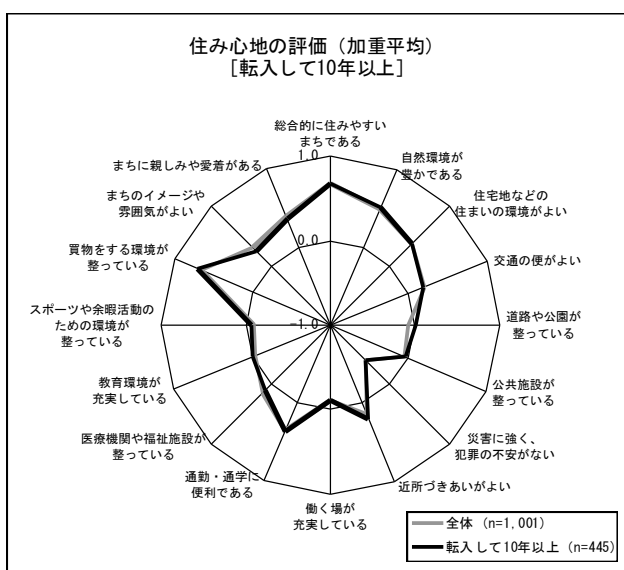 住み心地の評価（加重平均）
［転入して10年以上］
総合的に住みやすい
まちである
自然環境が
豊かである
住宅地などの
住まいの環境がよい
交通の便がよい
道路や公園が
整っている
公共施設が
整っている
災害に強く、
犯罪の不安がない
近所づきあいがよい
働く場が
充実している
通勤・通学に
便利である
医療機関や福祉施設が
整っている
教育環境が
充実している
スポーツや余暇活動の
ための環境が
整っている
買物をする環境が
整っている
まちのイメージや
雰囲気がよい
まちに親しみや愛着がある
1.0
0.0
-1.0
全体（n=1,001）
転入して10年以上（n=445）